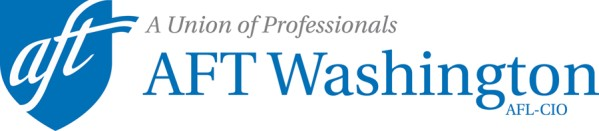 aft
A Union of Professionals
AFT Washington
AFL-CIO